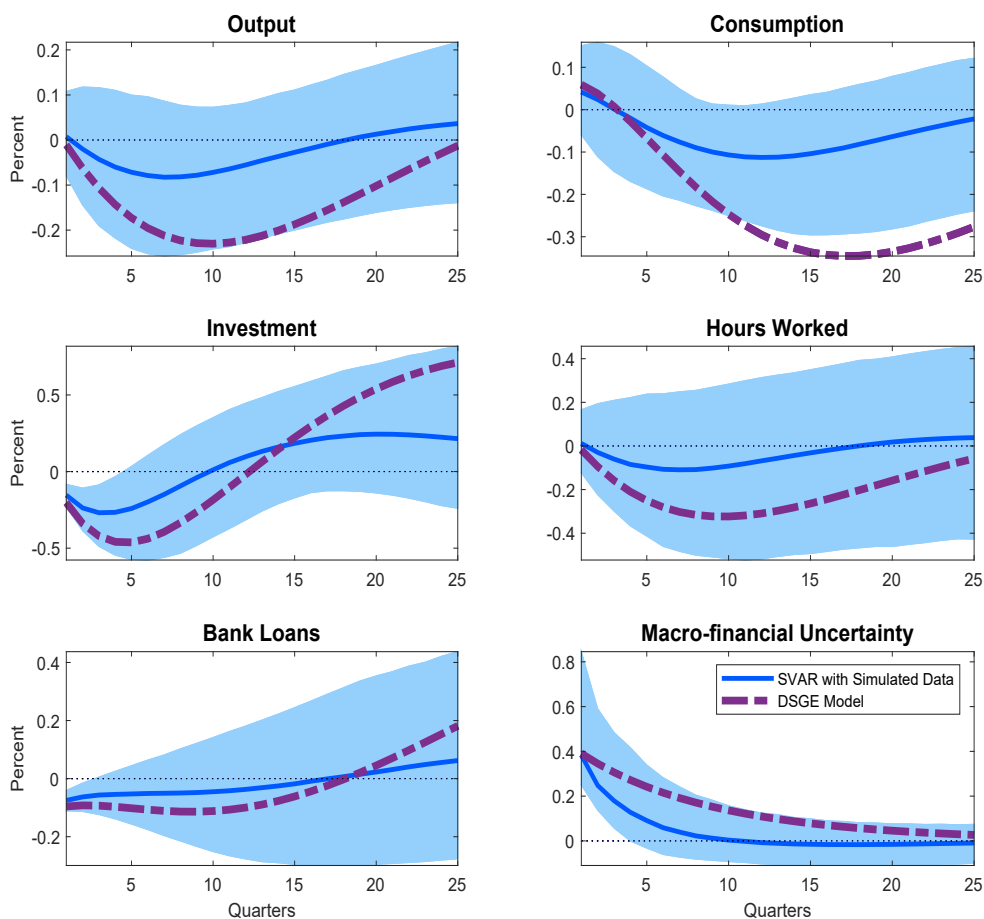 Output
Percent
0.2
0.1
0
-0.1
-0.2
5 10 15 20 25
Consumption
0.1
0
-0.1
-0.2
-0.3
5 10 15 20 25
Investment
Percent
0.5
0
-0.5
5 10 15 20 25
Hours Worked
0.4
0.2
0
-0.2
-0.4
5 10 15 20 25
Bank Loans
Percent
0.4
0.2
0
-0.2
5 10 15 20 25
Quarters
Macro-financial Uncertainty
0.8
0.6
0.4
0.2
0
SVAR with Simulated Data
DSGE Model
5 10 15 20 25
Quarters